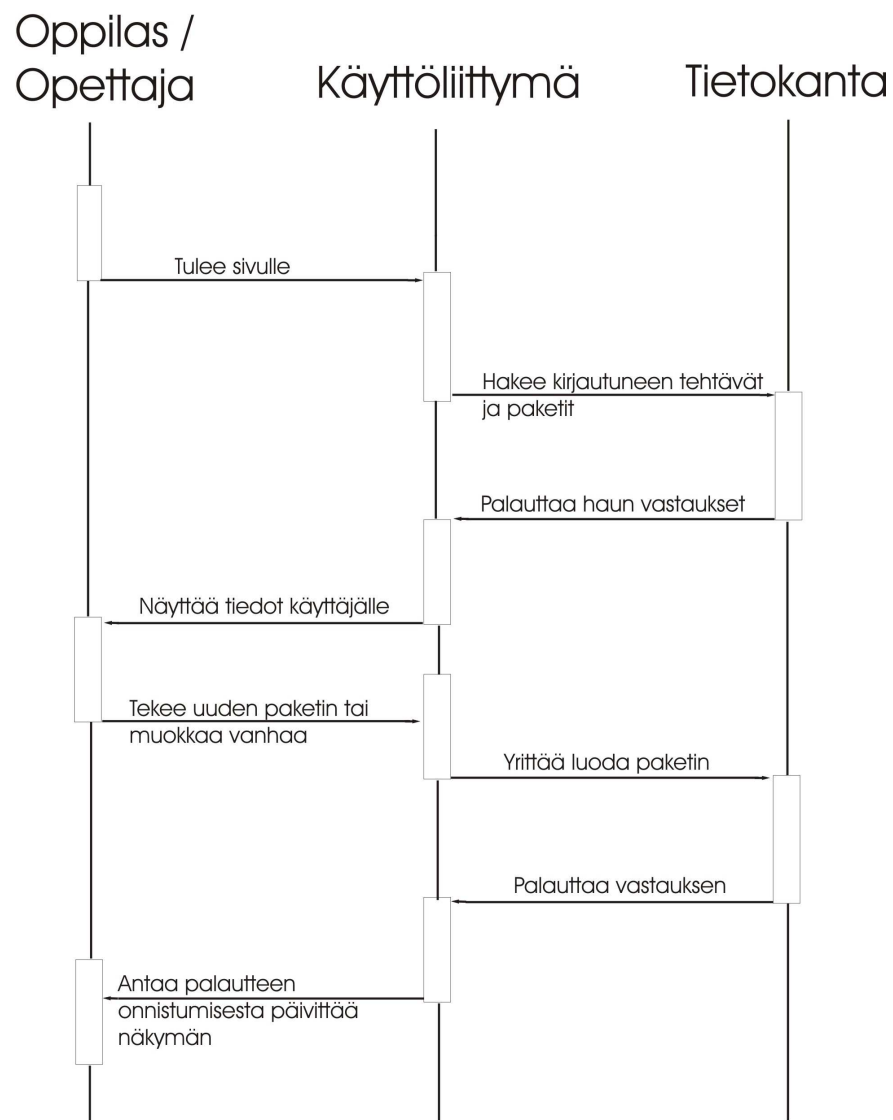 Oppilas /
Opettaja
Käyttöliittymä
Tietokanta
Tulee sivulle
Hakee kirjautuneen tehtävät
ja paketit
Palauttaa haun vastaukset
Näyttää tiedot käyttäjälle
Tekee uuden paketin tai
muokkaa vanhaa
Yrittää luoda paketin
Palauttaa vastauksen
Antaa palautteen
onnistumisesta päivittää
näkymän